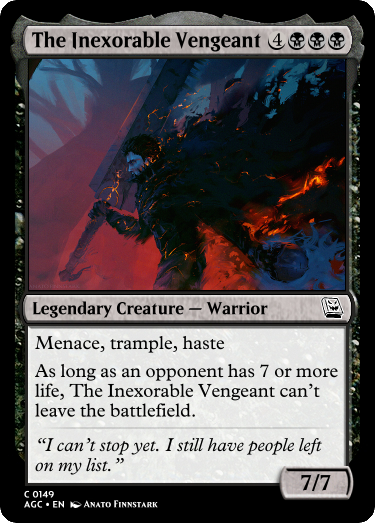 The Inexorable Vengeant 4
Legendary Creature — Warrior
Menace, trample, haste
As long as an opponent has 7 or more
life, The Inexorable Vengeant can't
leave the battlefield.
“I can't stop yet. I still have people left
on my list.”
7/7
C 0149
AGC • EN Anato Finnstark